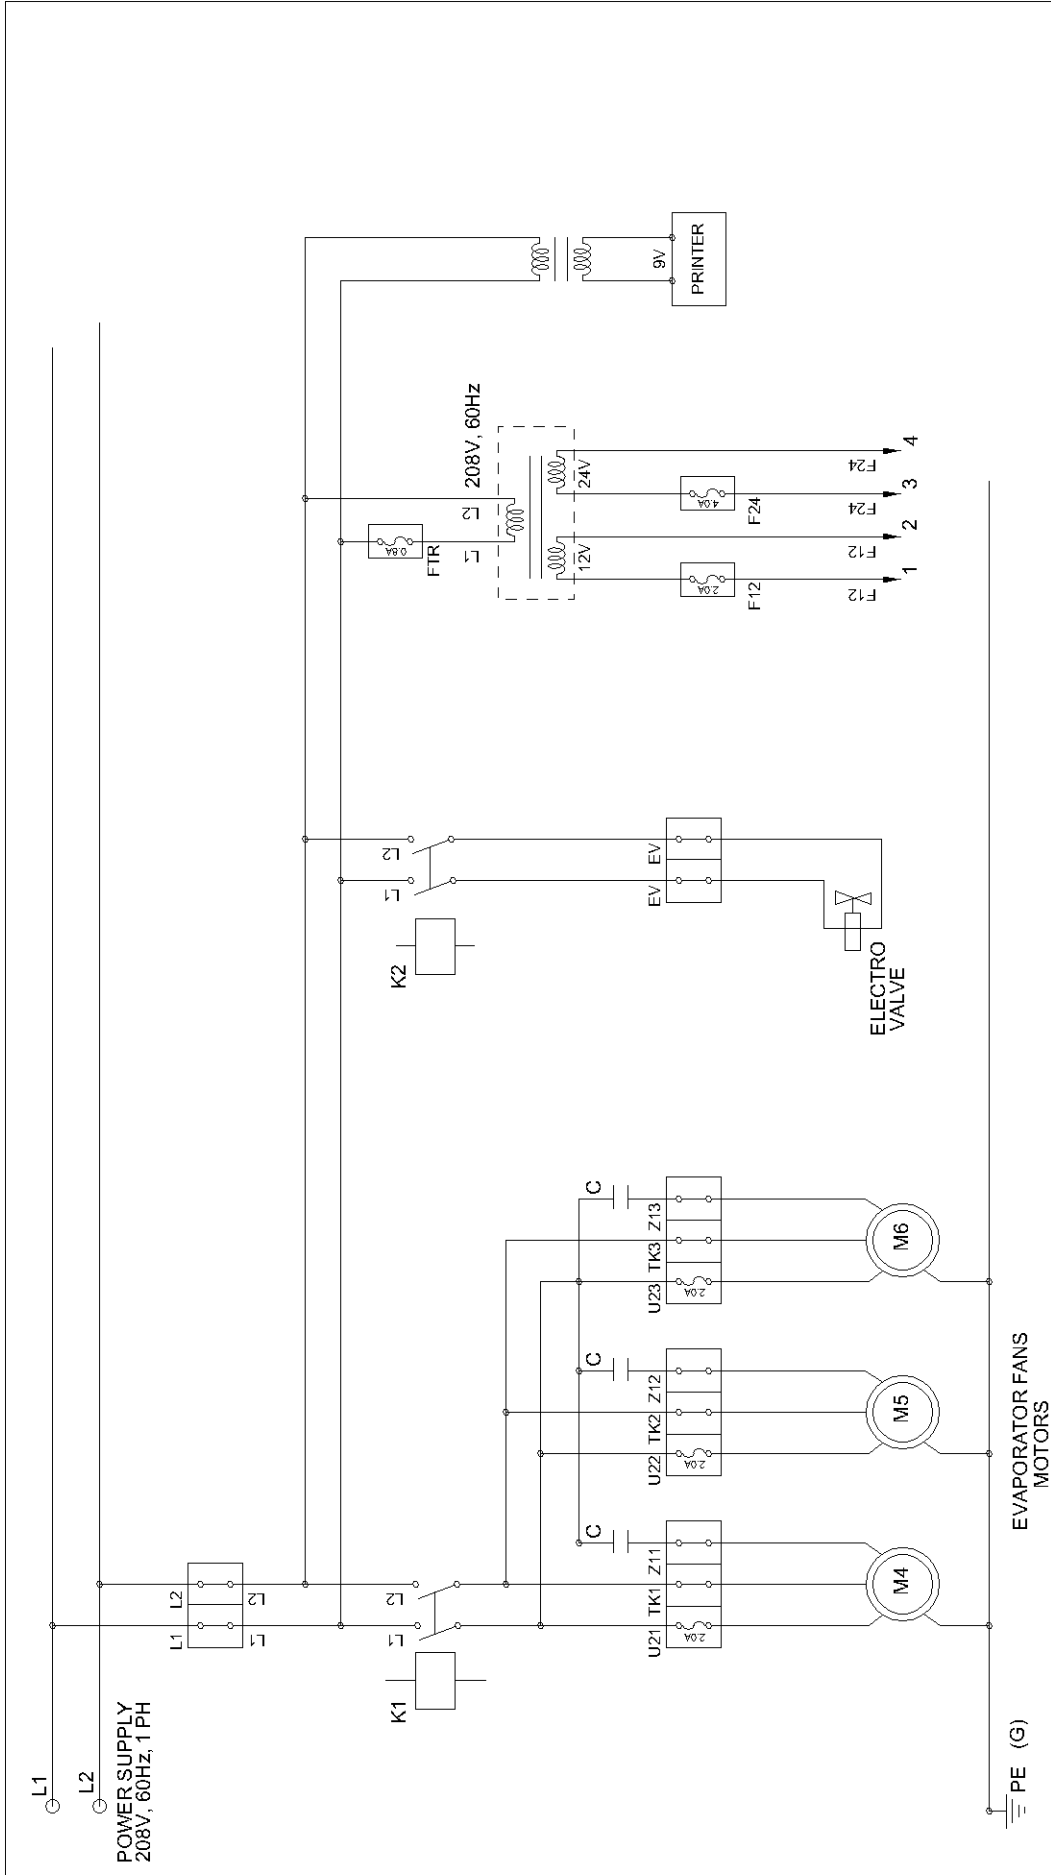 L1
L2
POWER SUPPLY
208V, 60Hz, 1 PH
L1
L2
L1
L2
K1
L1
L2
U21
TK1
Z11
2.0A
C
M4
U22
TK2
Z12
2.0A
C
M5
U23
TK3
Z13
2.0A
C
M6
EVAPORATOR FANS
MOTORS
PE (G)
K2
L1
L2
EV
EV
ELECTRO
VALVE
0.8A
FTR
L1
L2
208V, 60Hz
12V
24V
2.0A
F12
4.0A
F24
F12
F12
F24
F24
1
2
3
4
9V
PRINTER